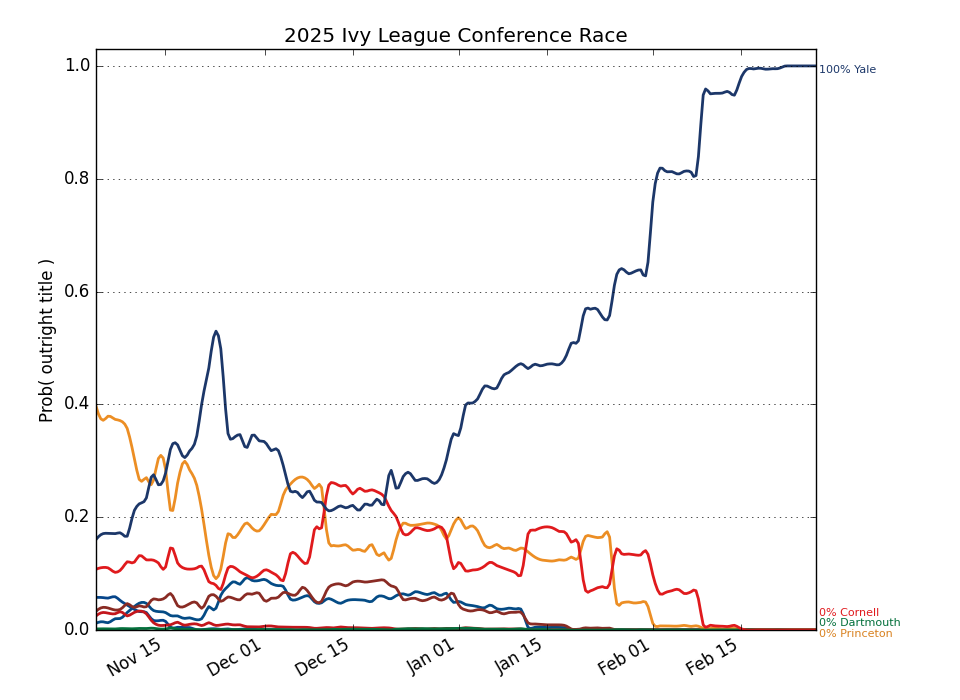 2025 Ivy League Conference Race
Prob( outright title )
1.0
0.8
0.6
0.4
0.2
0.0
Nov 15
Dec 01
Dec 15
Jan 01
Jan 15
Feb 01
Feb 15
100% Yale
0% Cornell
0% Dartmouth
0% Princeton